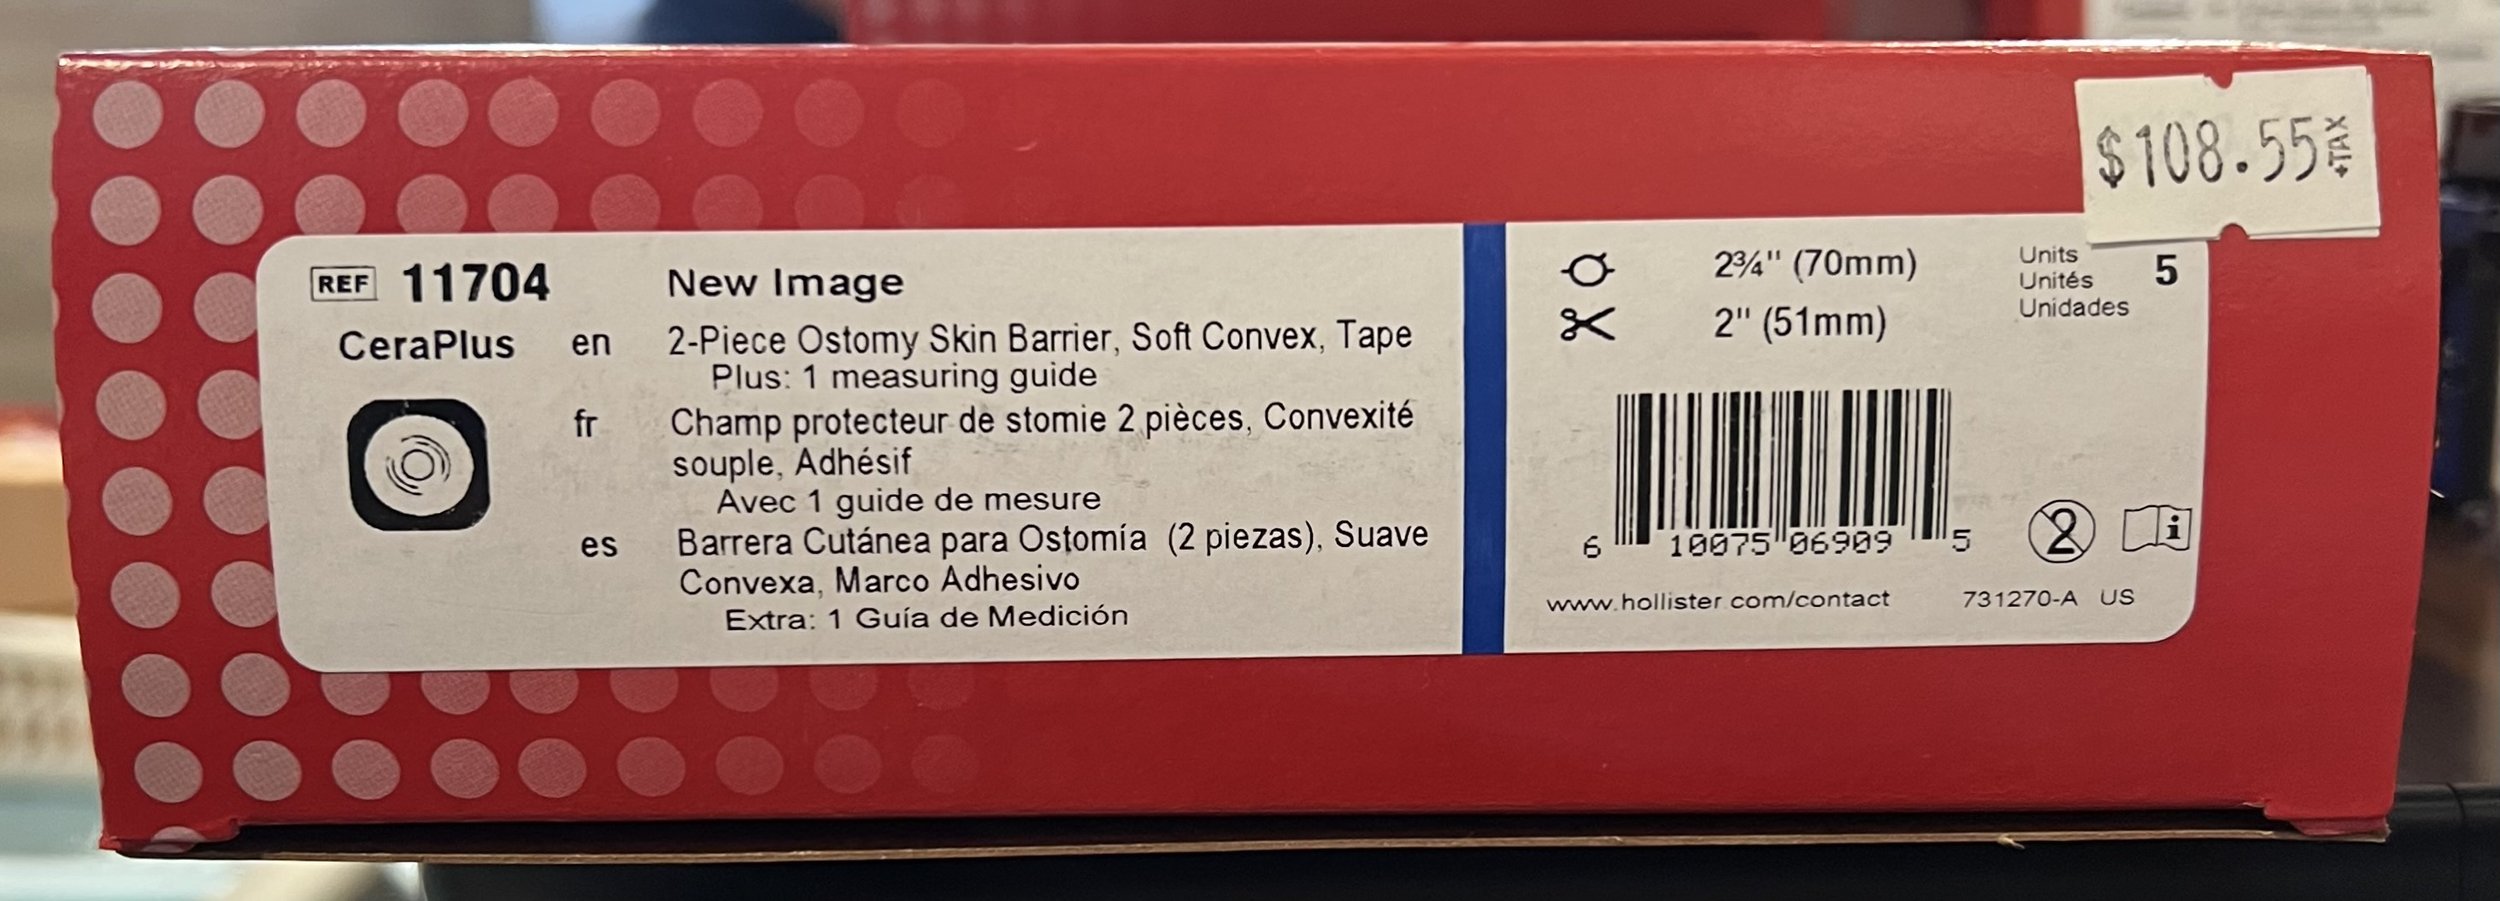 $108.55 +TAX
REF 11704
CeraPlus
New Image
en
2-Piece Ostomy Skin Barrier, Soft Convex, Tape
Plus: 1 measuring guide
fr
Champ protecteur de stomie 2 pièces, Convexité
souple, Adhésif
Avec 1 guide de mesure
es
Barrera Cutánea para Ostomía (2 piezas), Suave
Convexa, Marco Adhesivo
Extra: 1 Guía de Medición
2¾" (70mm)
2" (51mm)
Units
Unités
Unidades
5
6 10075 06909 5
2
i
www.hollister.com/contact
731270-A US